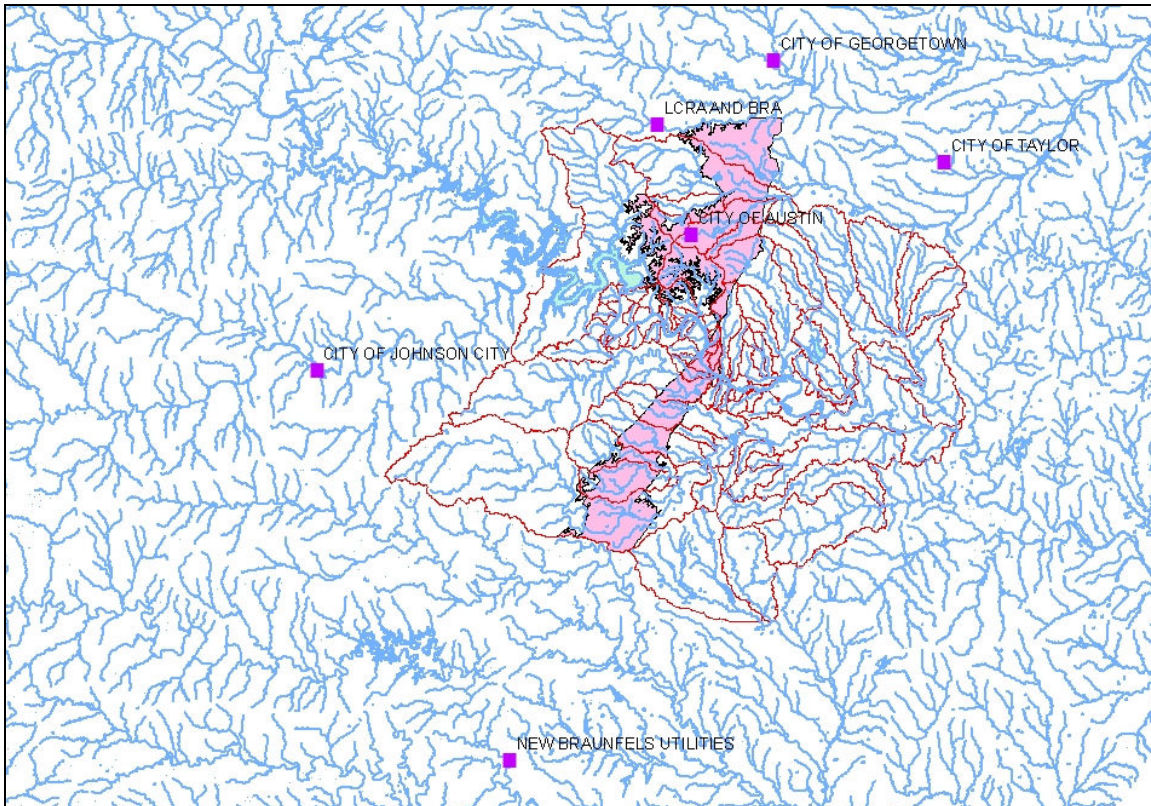 CITY OF GEORGETOWN
LCRA AND BRA
CITY OF TAYLOR
CITY OF AUSTIN
CITY OF JOHNSON CITY
NEW BRAUNFELS UTILITIES